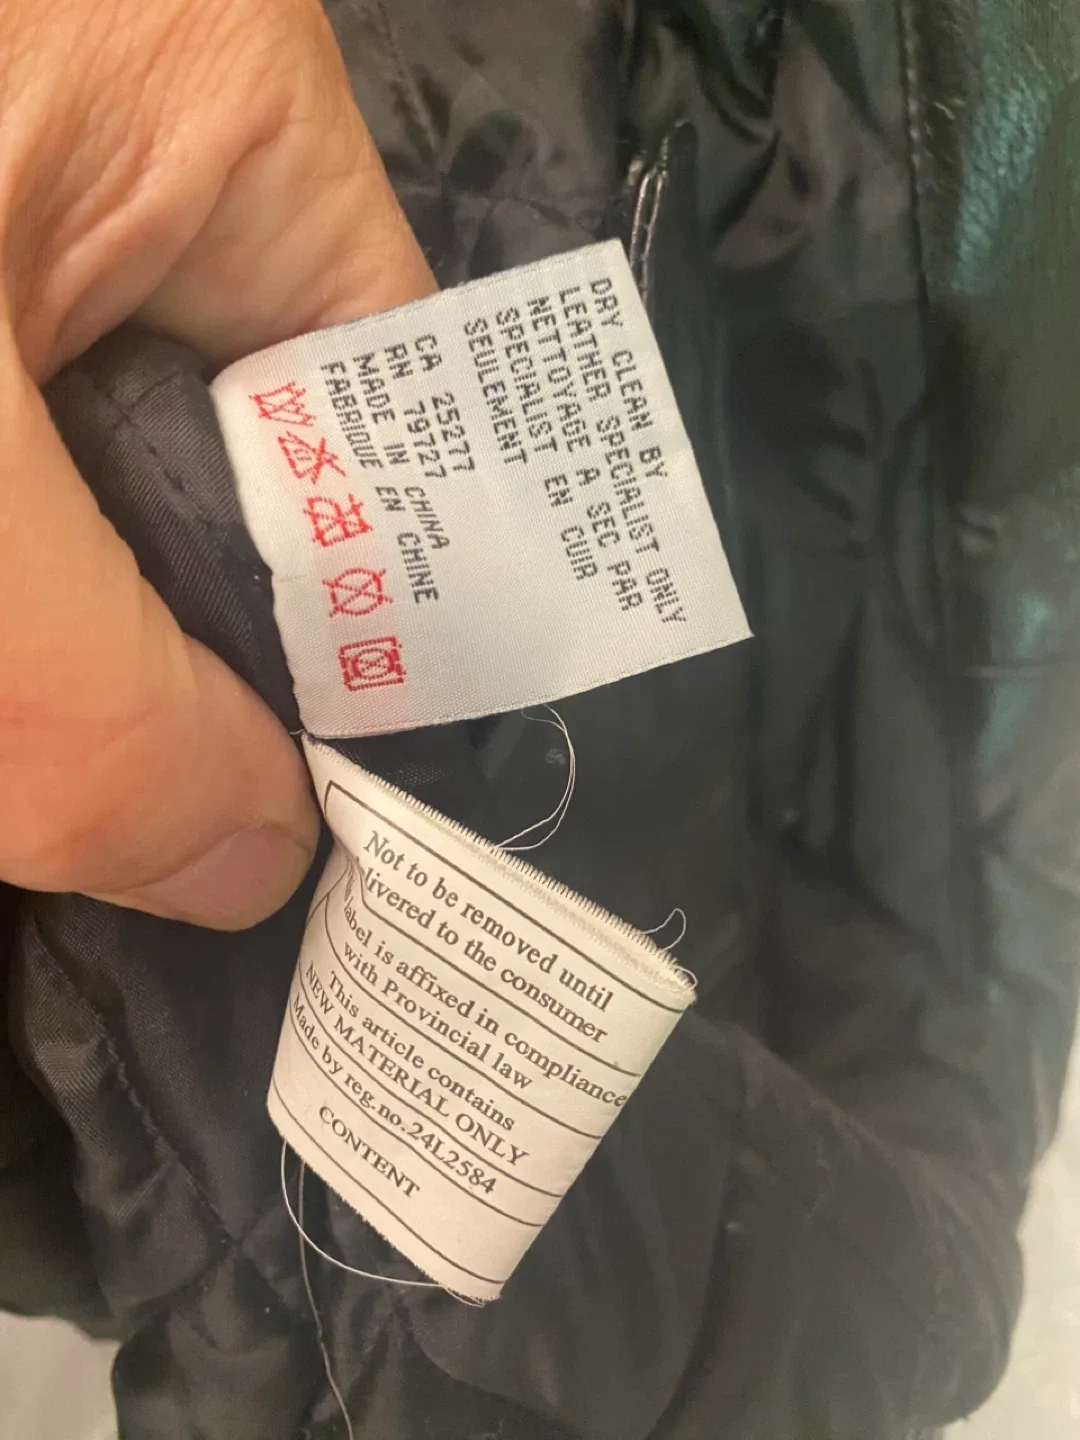 DRY CLEAN BY
LEATHER SPECIALIST ONLY
NETTOYAGE A SEC PAR
SPECIALIST EN CUIR
SEULEMENT
CA 25277
RN 79727
MADE IN CHINA
FABRIQUE EN CHINE
Not to be removed until
livered to the consumer
label is affixed in compliance
with Provincial law
This article contains
NEW MATERIAL ONLY
Made by reg.no.24L2584
CONTENT